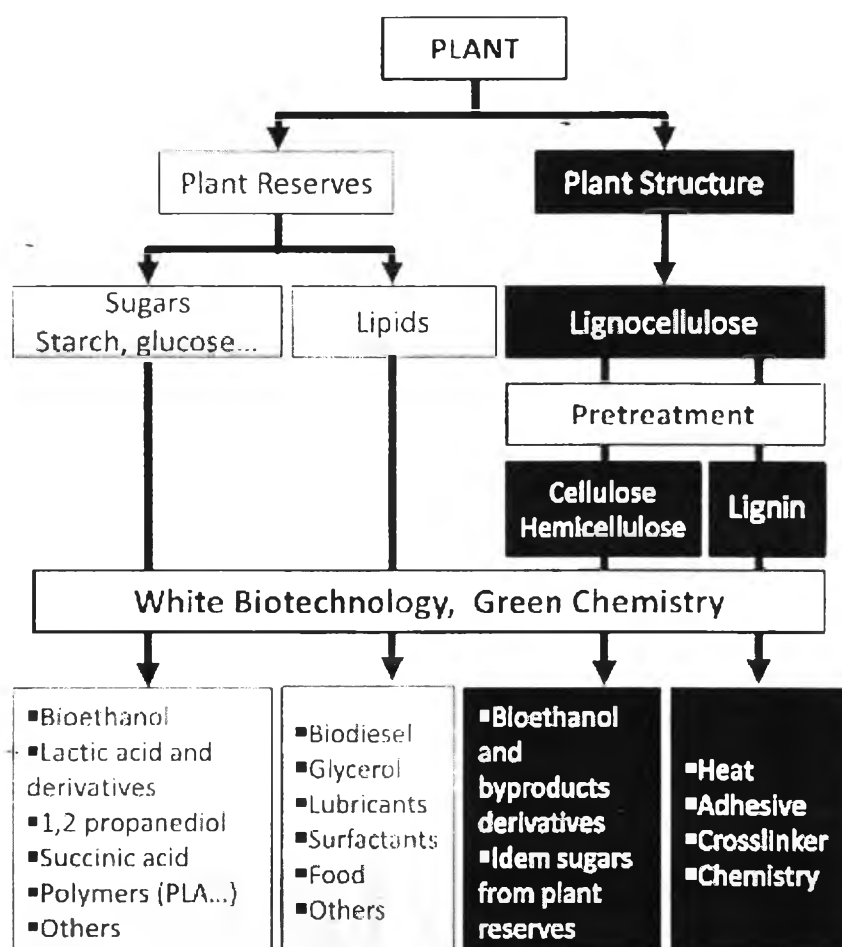 PLANT
Plant Reserves
Plant Structure
Sugars
Starch, glucose...
Lipids
Lignocellulose
Pretreatment
Cellulose
Hemicellulose
Lignin
White Biotechnology, Green Chemistry
▪Bioethanol
▪Lactic acid and
derivatives
▪1,2 propanediol
▪Succinic acid
▪Polymers (PLA...)
▪Others
▪Biodiesel
▪Glycerol
▪Lubricants
▪Surfactants
▪Food
▪Others
▪Bioethanol
and
byproducts
derivatives
▪Idem sugars
from plant
reserves
▪Heat
▪Adhesive
▪Crosslinker
▪Chemistry